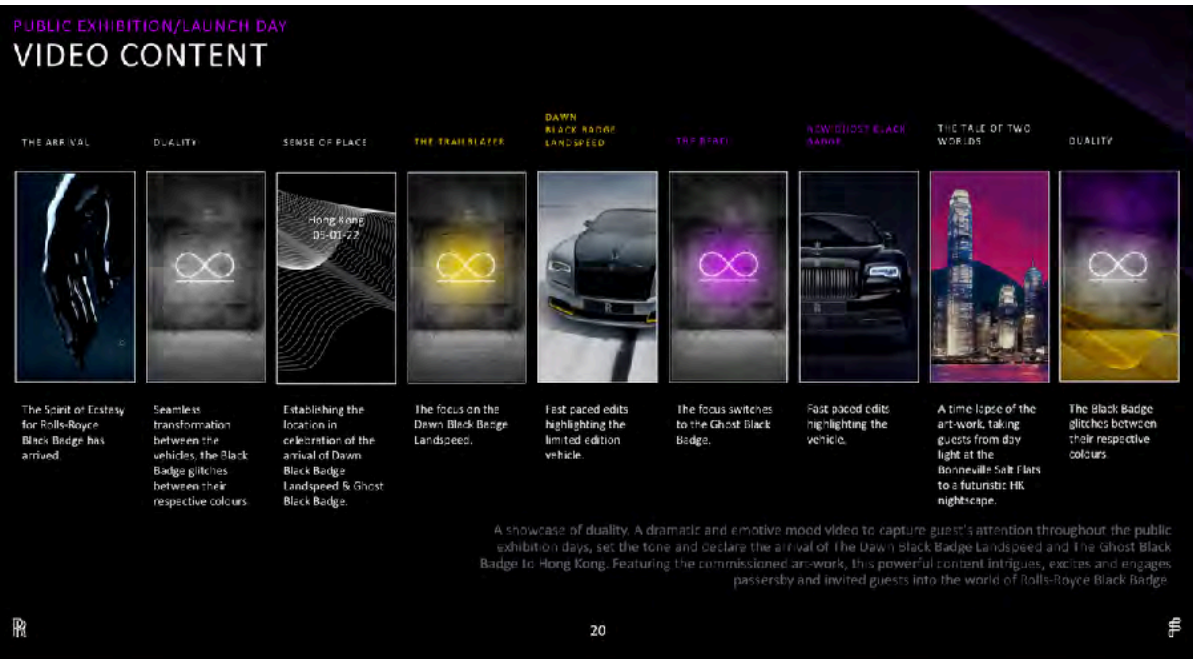 PUBLIC EXHIBITION/LAUNCH DAY
VIDEO CONTENT
THE ARRIVAL
DUALITY
SENSE OF PLACE
THE TRAILBLAZER
DAWN
BLACK BADGE
LANDSPEED
THE REBEL
NEW GHOST BLACK
BADGE
THE TALE OF TWO
WORLDS
DUALITY
Hong Kong
05-01-22
The Spirit of Ecstasy
for Rolls-Royce
Black Badge has
arrived
Seamless
transformation
between the
vehicles, the Black
Badge glitches
between their
respective colours
Establishing the
location in
celebration of the
arrival of Dawn
Black Badge
Landspeed & Ghost
Black Badge.
The focus on the
Dawn Black Badge
Landspeed.
Fast paced edits
highlighting the
limited edition
vehicle.
The focus switches
to the Ghost Black
Badge.
Fast paced edits
highlighting the
vehicle.
A time lapse of the
art-work, taking
guests from day
light at the
Bonneville Salt Flats
to a futuristic HK
nightscape.
The Black Badge
glitches between
their respective
colours.
A showcase of duality. A dramatic and emotive mood video to capture guest's attention throughout the public
exhibition days, set the tone and declare the arrival of The Dawn Black Badge Landspeed and The Ghost Black
Badge to Hong Kong. Featuring the commissioned art-work, this powerful content intrigues, excites and engages
passersby and invited guests into the world of Rolls-Royce Black Badge.
20